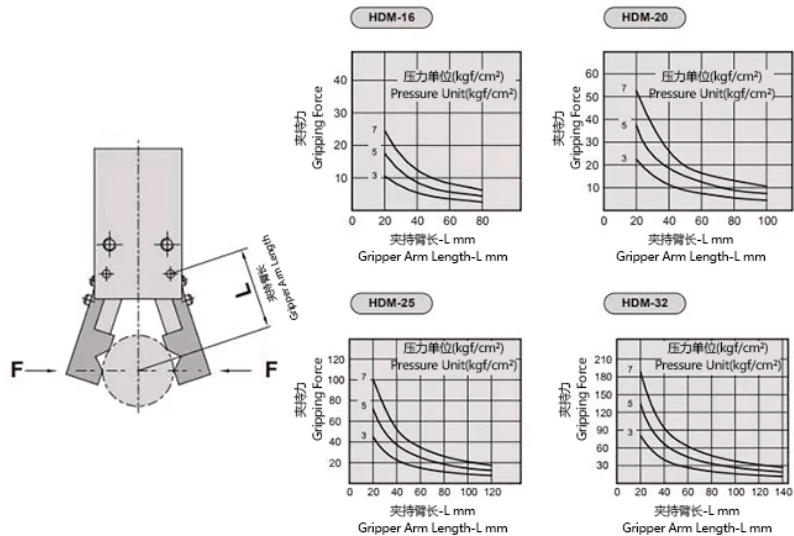 HDM-16
40
30
20
10
0 20 40 60 80
7
5
3
压力单位(kgf/cm²)
Pressure Unit(kgf/cm²)
夹持力
Gripping Force
夹持臂长-L mm
Gripper Arm Length-L mm
HDM-20
60
50
40
30
20
10
0 20 40 60 80 100
7
5
3
压力单位(kgf/cm²)
Pressure Unit(kgf/cm²)
夹持力
Gripping Force
夹持臂长-L mm
Gripper Arm Length-L mm
L
夹持臂长
Gripper Arm Length
F
F
HDM-25
120
100
80
60
40
20
0 20 40 60 80 100 120
7
5
3
压力单位(kgf/cm²)
Pressure Unit(kgf/cm²)
夹持力
Gripping Force
夹持臂长-L mm
Gripper Arm Length-L mm
HDM-32
210
180
150
120
90
60
30
0 20 40 60 80 100 120 140
7
5
3
压力单位(kgf/cm²)
Pressure Unit(kgf/cm²)
夹持力
Gripping Force
夹持臂长-L mm
Gripper Arm Length-L mm